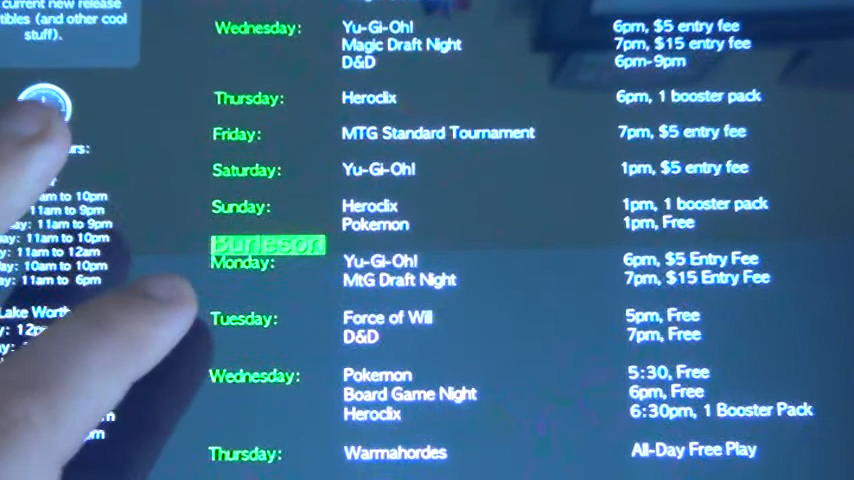 current new release
tibles (and other cool
stuff).
am to 10pm
11am to 9pm
11am to 9pm
11am to 10pm
11am to 12am
10am to 10pm
11am to 6pm
Lake Worth
Wednesday: Yu-Gi-Oh! 6pm, $5 entry fee
Magic Draft Night 7pm, $15 entry fee
D&D 6pm-9pm
Thursday: Heroclix 6pm, 1 booster pack
Friday: MTG Standard Tournament 7pm, $5 entry fee
Saturday: Yu-Gi-Oh! 1pm, $5 entry fee
Sunday: Heroclix 1pm, 1 booster pack
Pokemon 1pm, Free
Burleson
Monday: Yu-Gi-Oh! 6pm, $5 Entry Fee
MtG Draft Night 7pm, $15 Entry Fee
Tuesday: Force of Will 5pm, Free
D&D 7pm, Free
Wednesday: Pokemon 5:30, Free
Board Game Night 6pm, Free
Heroclix 6:30pm, 1 Booster Pack
Thursday: Warmahordes All-Day Free Play